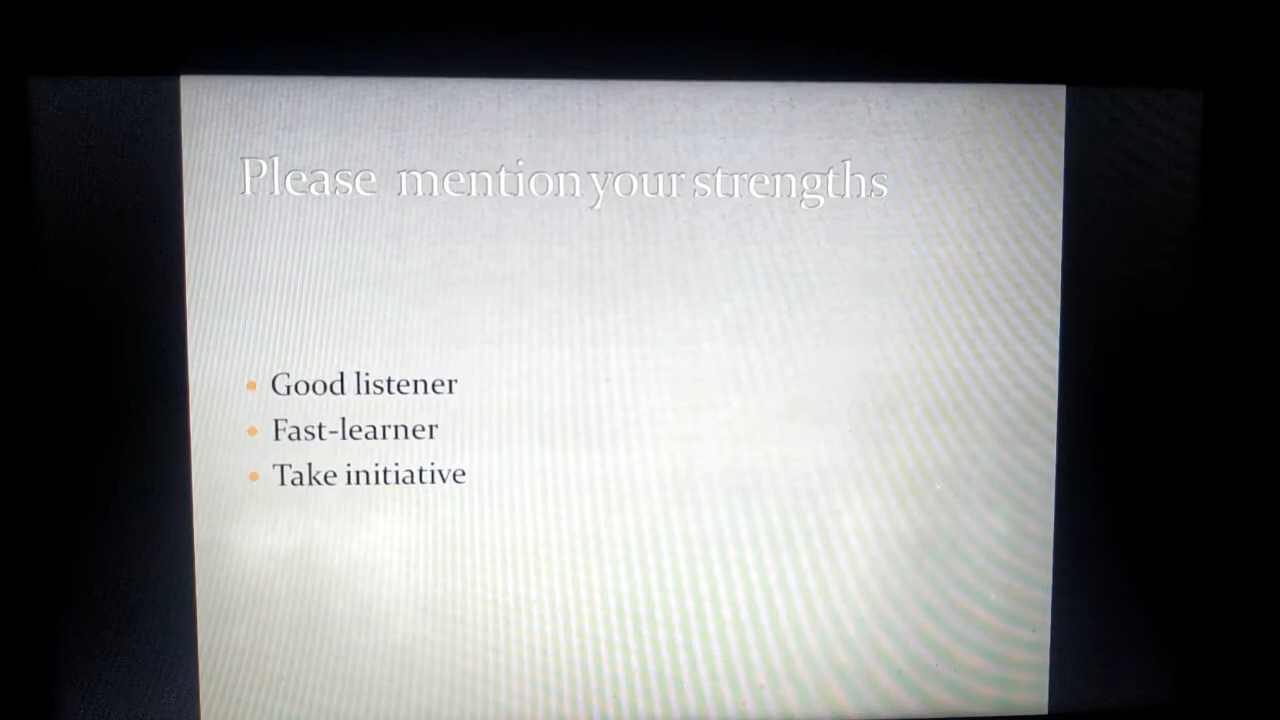 Please mention your strengths
Good listener
Fast-learner
Take initiative